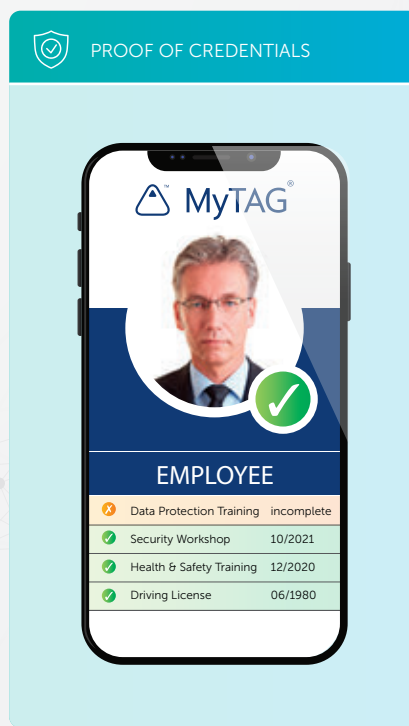 PROOF OF CREDENTIALS
™ MyTAG®
EMPLOYEE
Data Protection Training incomplete
Security Workshop 10/2021
Health & Safety Training 12/2020
Driving License 06/1980